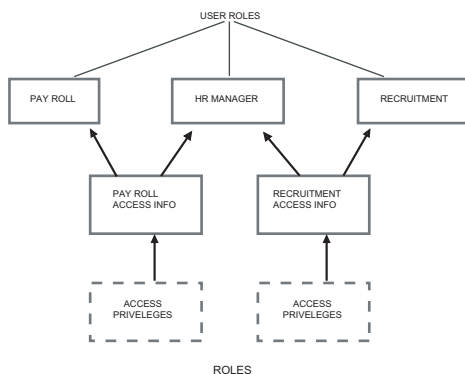 USER ROLES
PAY ROLL
HR MANAGER
RECRUITMENT
PAY ROLL
ACCESS INFO
RECRUITMENT
ACCESS INFO
ACCESS
PRIVELEGES
ACCESS
PRIVELEGES
ROLES